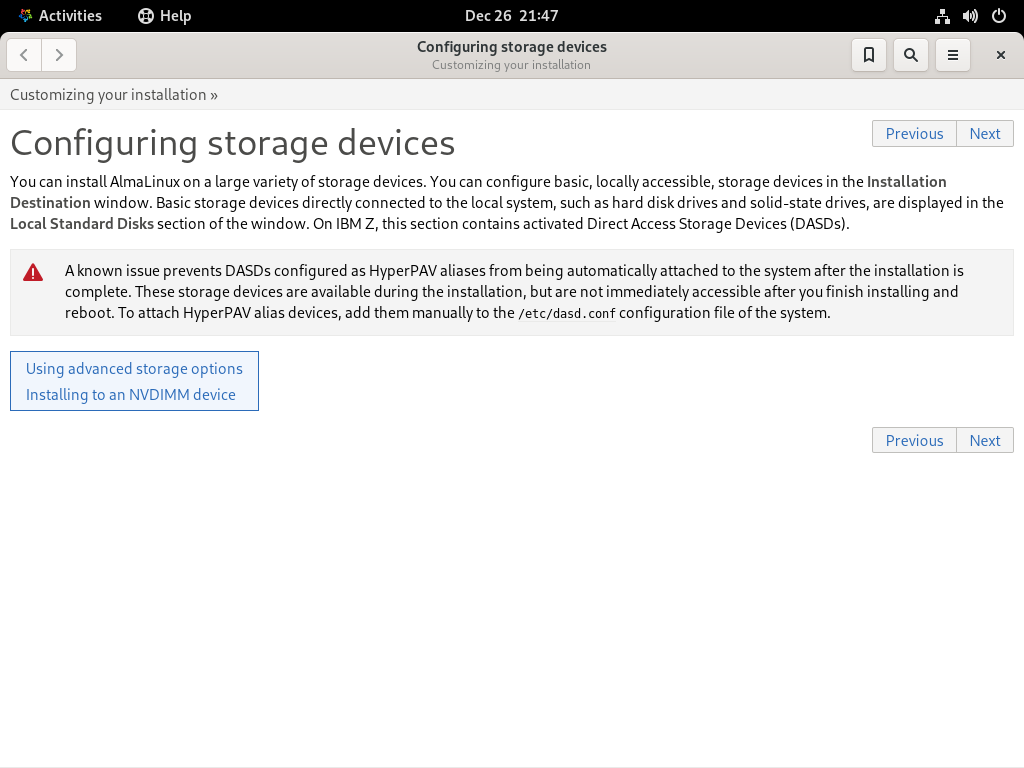 Activities
Help
Dec 26 21:47
Configuring storage devices
Customizing your installation
Customizing your installation »
Configuring storage devices
Previous
Next
You can install AlmaLinux on a large variety of storage devices. You can configure basic, locally accessible, storage devices in the Installation
Destination window. Basic storage devices directly connected to the local system, such as hard disk drives and solid-state drives, are displayed in the
Local Standard Disks section of the window. On IBM Z, this section contains activated Direct Access Storage Devices (DASDs).
A known issue prevents DASDs configured as HyperPAV aliases from being automatically attached to the system after the installation is
complete. These storage devices are available during the installation, but are not immediately accessible after you finish installing and
reboot. To attach HyperPAV alias devices, add them manually to the /etc/dasd.conf configuration file of the system.
Using advanced storage options
Installing to an NVDIMM device
Previous
Next